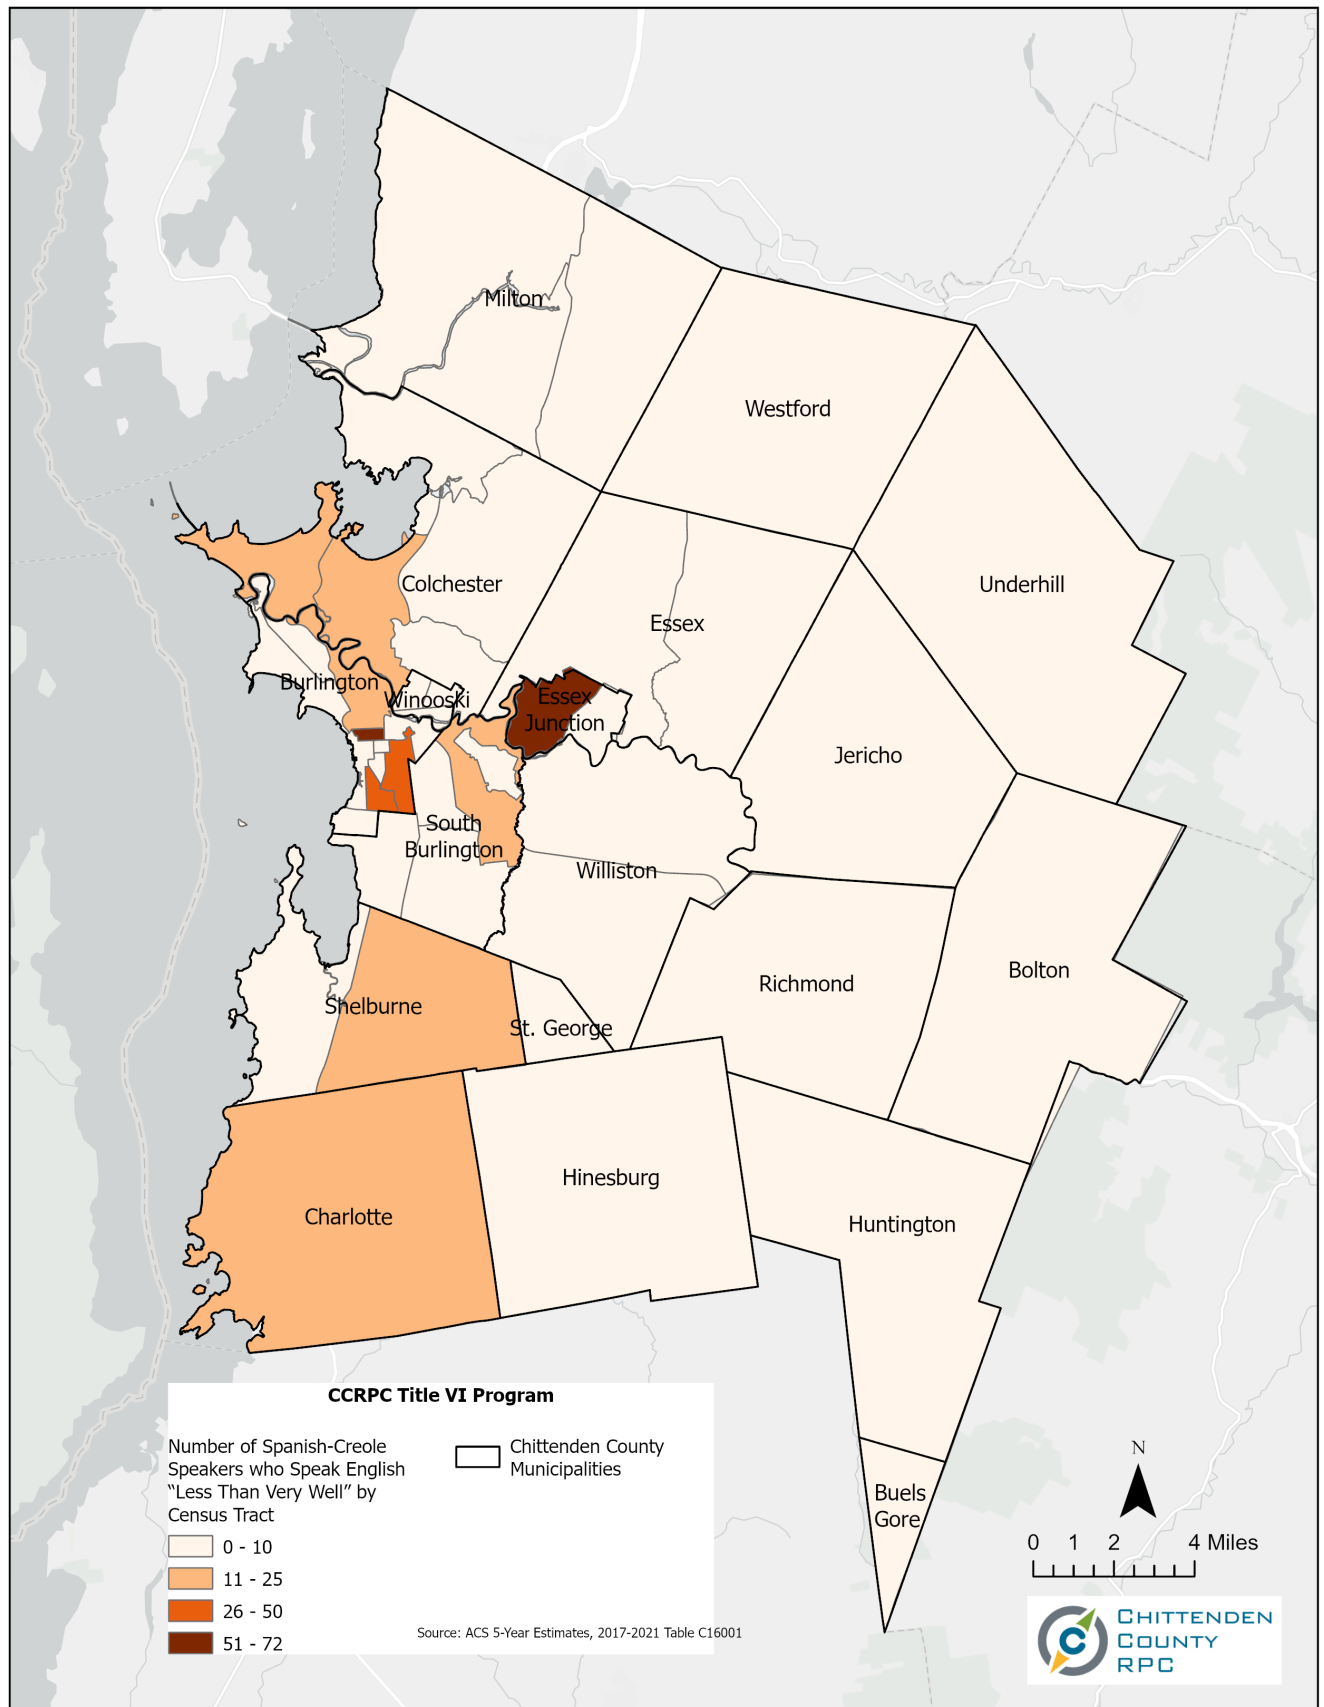 Milton
Westford
Underhill
Colchester
Essex
Burlington
Winooski
Essex
Junction
Jericho
South
Burlington
Williston
Bolton
Richmond
Shelburne
St. George
Hinesburg
Charlotte
Huntington
Buels
Gore
CCRPC Title VI Program
Number of Spanish-Creole
Speakers who Speak English
“Less Than Very Well” by
Census Tract
0 - 10
11 - 25
26 - 50
51 - 72
Chittenden County
Municipalities
Source: ACS 5-Year Estimates, 2017-2021 Table C16001
N
0 1 2 4 Miles
C
CHITTENDEN
COUNTY
RPC